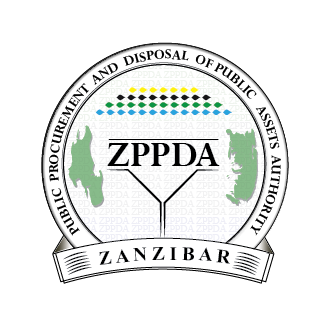 PUBLIC PROCUREMENT AND DISPOSAL OF PUBLIC ASSETS AUTHORITY
ZPPDA
ZANZIBAR